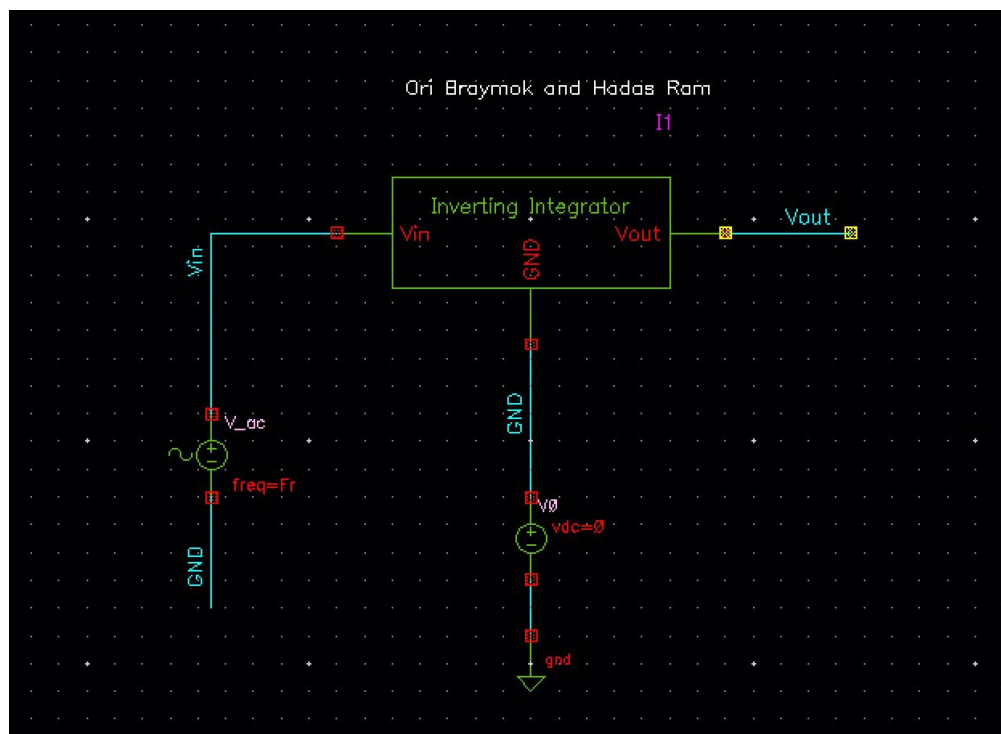 Ori Braymok and Hadas Ram
I1
Inverting Integrator
Vin
Vout
GND
Vout
Vin
GND
V_ac
freq=Fr
V0
vdc=0
GND
gnd